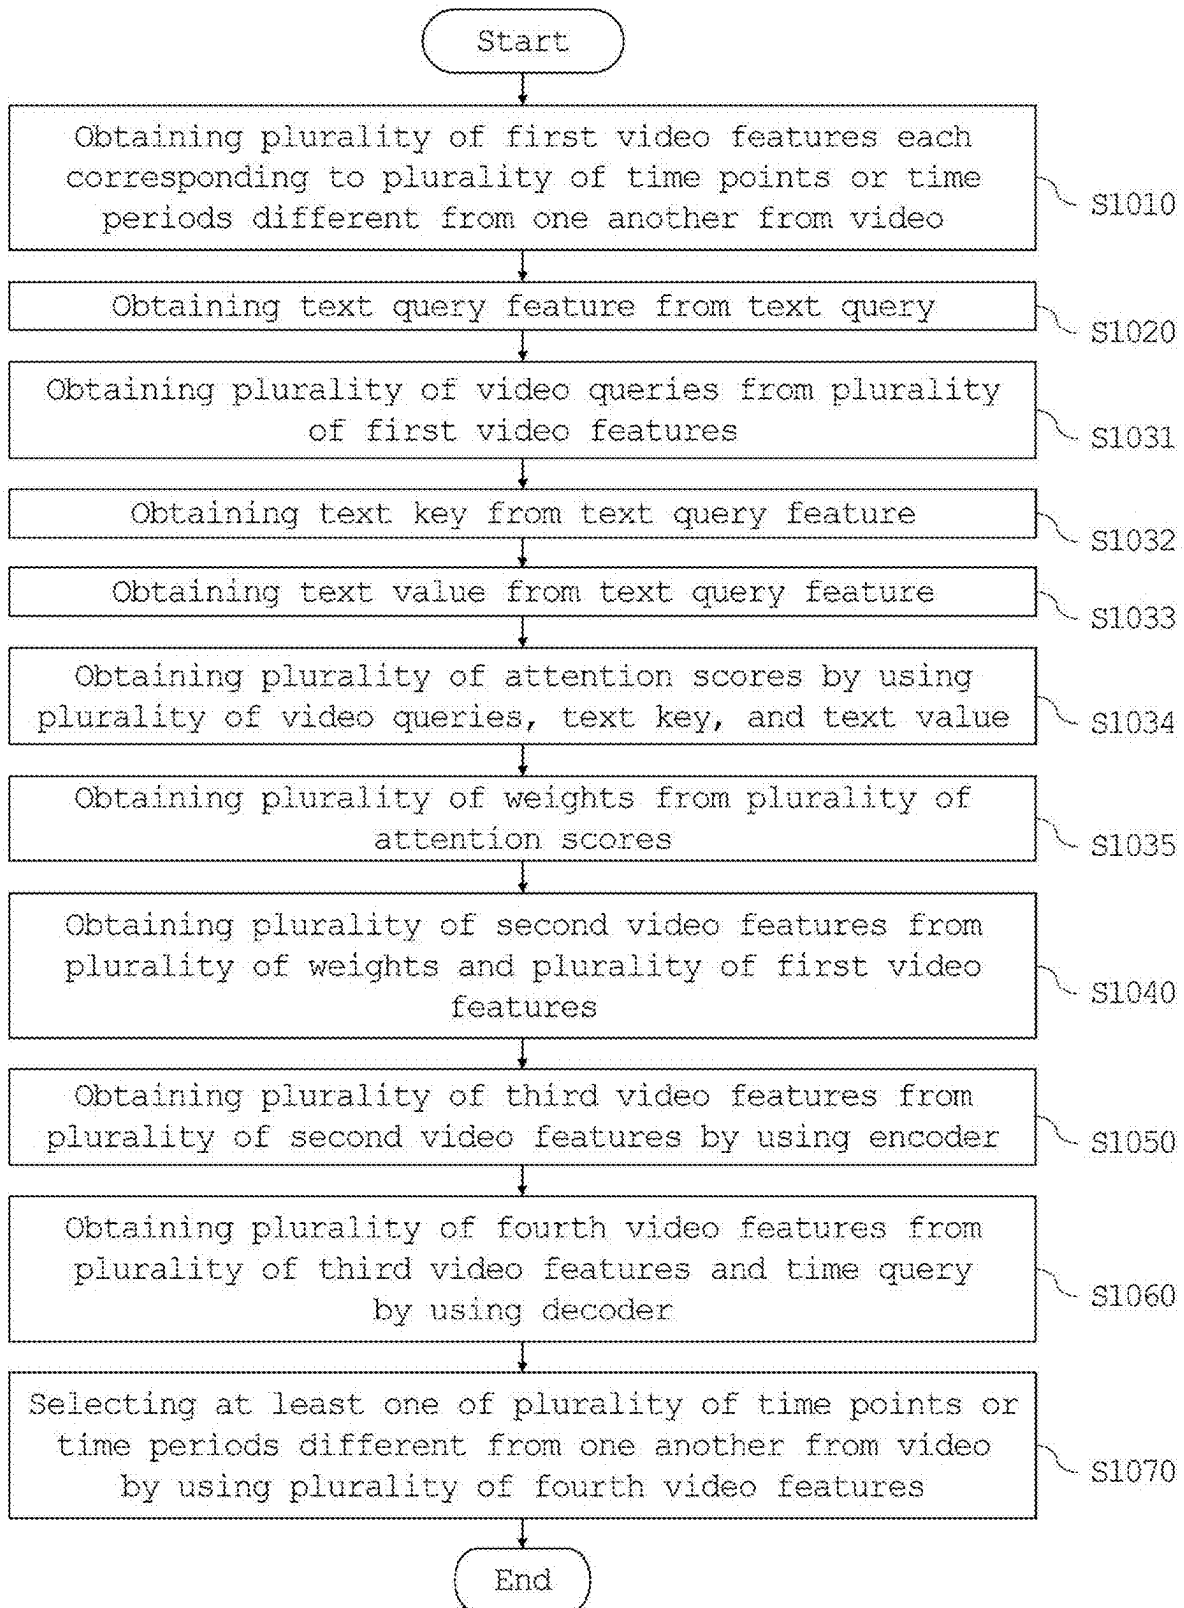 Start
Obtaining plurality of first video features each
corresponding to plurality of time points or time
periods different from one another from video
S1010
Obtaining text query feature from text query
S1020
Obtaining plurality of video queries from plurality
of first video features
S1031
Obtaining text key from text query feature
S1032
Obtaining text value from text query feature
S1033
Obtaining plurality of attention scores by using
plurality of video queries, text key, and text value
S1034
Obtaining plurality of weights from plurality of
attention scores
S1035
Obtaining plurality of second video features from
plurality of weights and plurality of first video
features
S1040
Obtaining plurality of third video features from
plurality of second video features by using encoder
S1050
Obtaining plurality of fourth video features from
plurality of third video features and time query
by using decoder
S1060
Selecting at least one of plurality of time points or
time periods different from one another from video
by using plurality of fourth video features
S1070
End